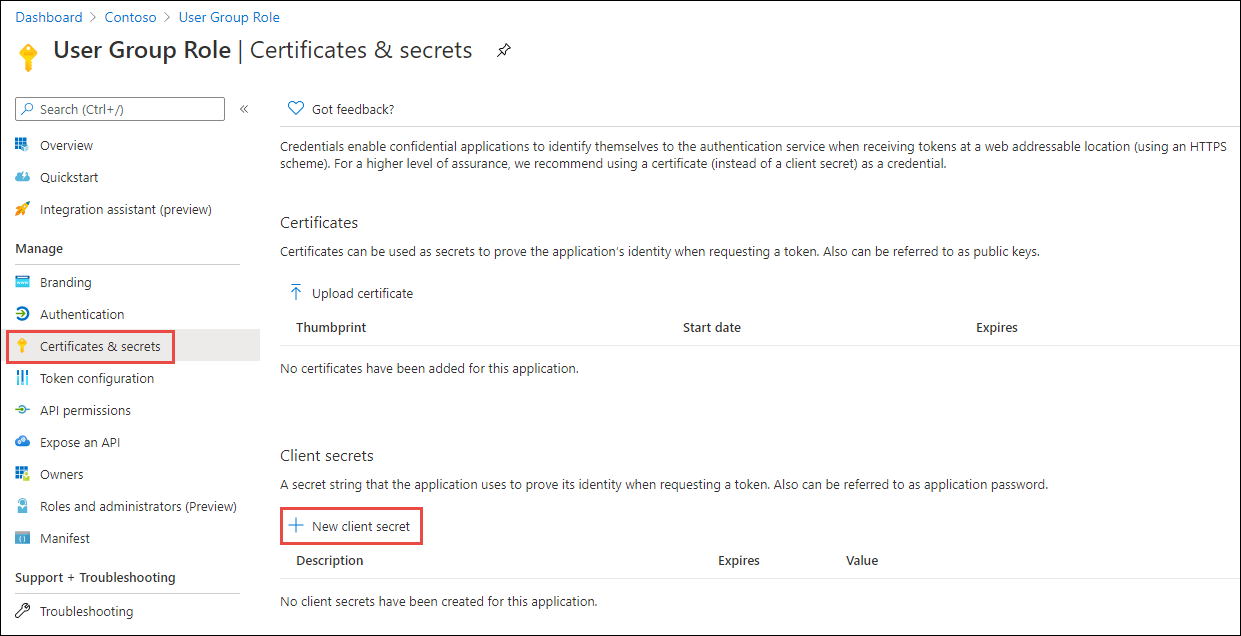 Dashboard > Contoso > User Group Role
User Group Role | Certificates & secrets
Search (Ctrl+/)
«
Overview
Quickstart
Integration assistant (preview)
Manage
Branding
Authentication
Certificates & secrets
Token configuration
API permissions
Expose an API
Owners
Roles and administrators (Preview)
Manifest
Support + Troubleshooting
Troubleshooting
Got feedback?
Credentials enable confidential applications to identify themselves to the authentication service when receiving tokens at a web addressable location (using an HTTPS
scheme). For a higher level of assurance, we recommend using a certificate (instead of a client secret) as a credential.
Certificates
Certificates can be used as secrets to prove the application's identity when requesting a token. Also can be referred to as public keys.
Upload certificate
Thumbprint Start date Expires
No certificates have been added for this application.
Client secrets
A secret string that the application uses to prove its identity when requesting a token. Also can be referred to as application password.
New client secret
Description Expires Value
No client secrets have been created for this application.